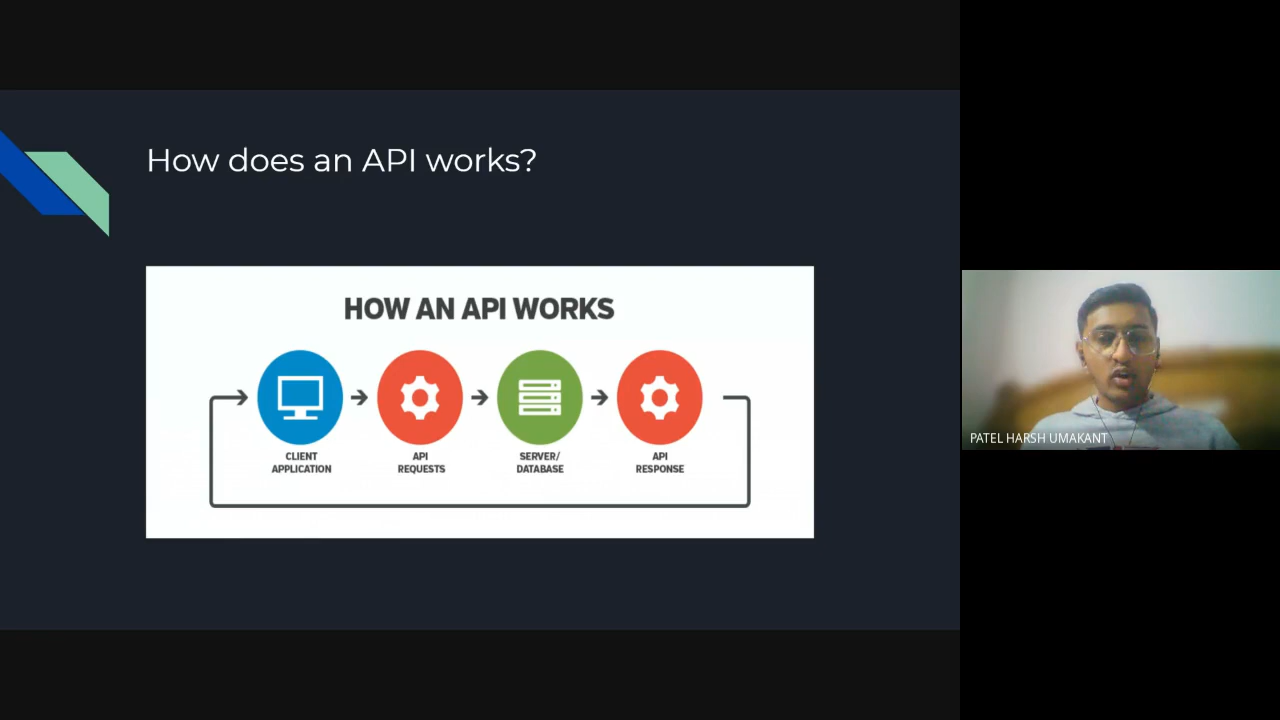 How does an API works?
HOW AN API WORKS
CLIENT
APPLICATION
API
REQUESTS
SERVER/
DATABASE
API
RESPONSE
PATEL HARSH UMAKANT